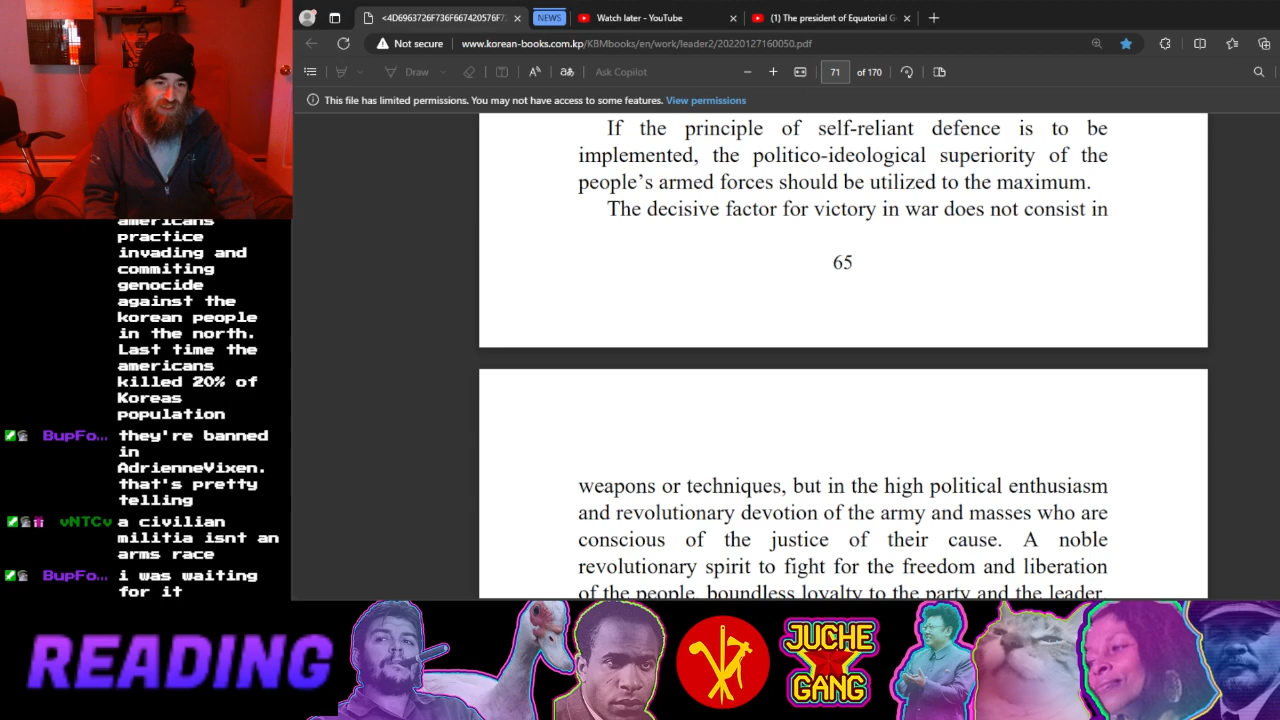 <4D6963726F736F667420576F7
NEWS
Watch later - YouTube
(1) The president of Equatorial G
Not secure
www.korean-books.com.kp/KBMbooks/en/work/leader2/20220127160050.pdf
Draw
Ask Copilot
71
of 170
This file has limited permissions. You may not have access to some features. View permissions
If the principle of self-reliant defence is to be
implemented, the politico-ideological superiority of the
people's armed forces should be utilized to the maximum.
The decisive factor for victory in war does not consist in
65
weapons or techniques, but in the high political enthusiasm
and revolutionary devotion of the army and masses who are
conscious of the justice of their cause. A noble
revolutionary spirit to fight for the freedom and liberation
of the people, boundless loyalty to the party and the leader,
americans
practice
invading and
commiting
genocide
against the
korean people
in the north.
Last time the
americans
killed 20% of
Koreas
population
BupFo... they're banned
in
AdrienneVixen.
that's pretty
telling
vNTCv a civilian
militia isnt an
arms race
BupFo... i was waiting
for it
READING
JUCHE
GANG